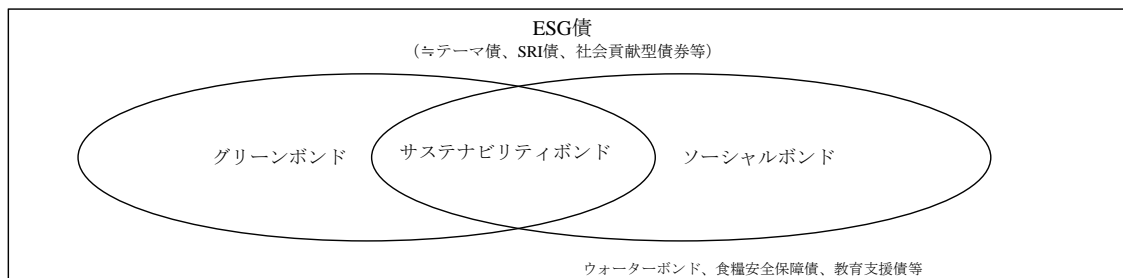 ESG債
（≒テーマ債、SRI債、社会貢献型債券等）
グリーンボンド
サステナビリティボンド
ソーシャルボンド
ウォーターボンド、食糧安全保障債、教育支援債等